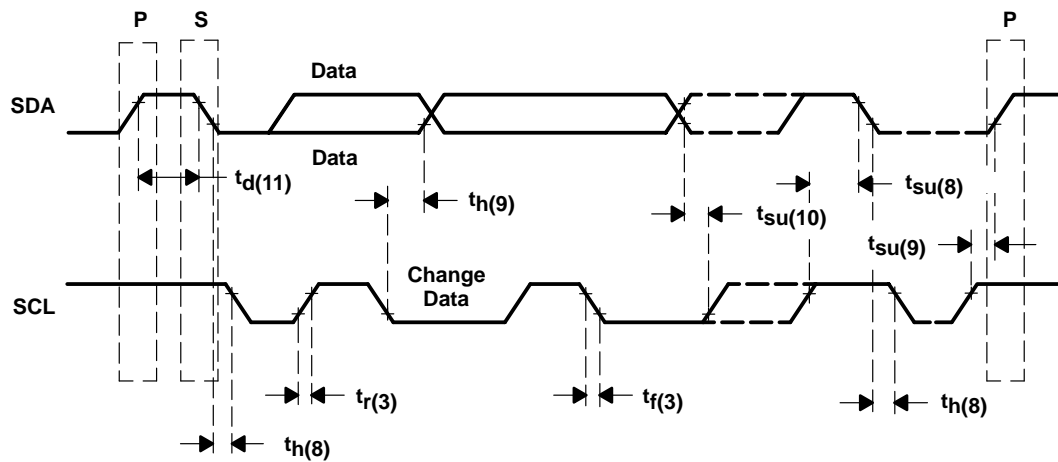 P S P
SDA
Data
Data
td(11)
th(9)
tsu(10)
tsu(8)
tsu(9)
SCL
Change
Data
tr(3)
tf(3)
th(8)
th(8)